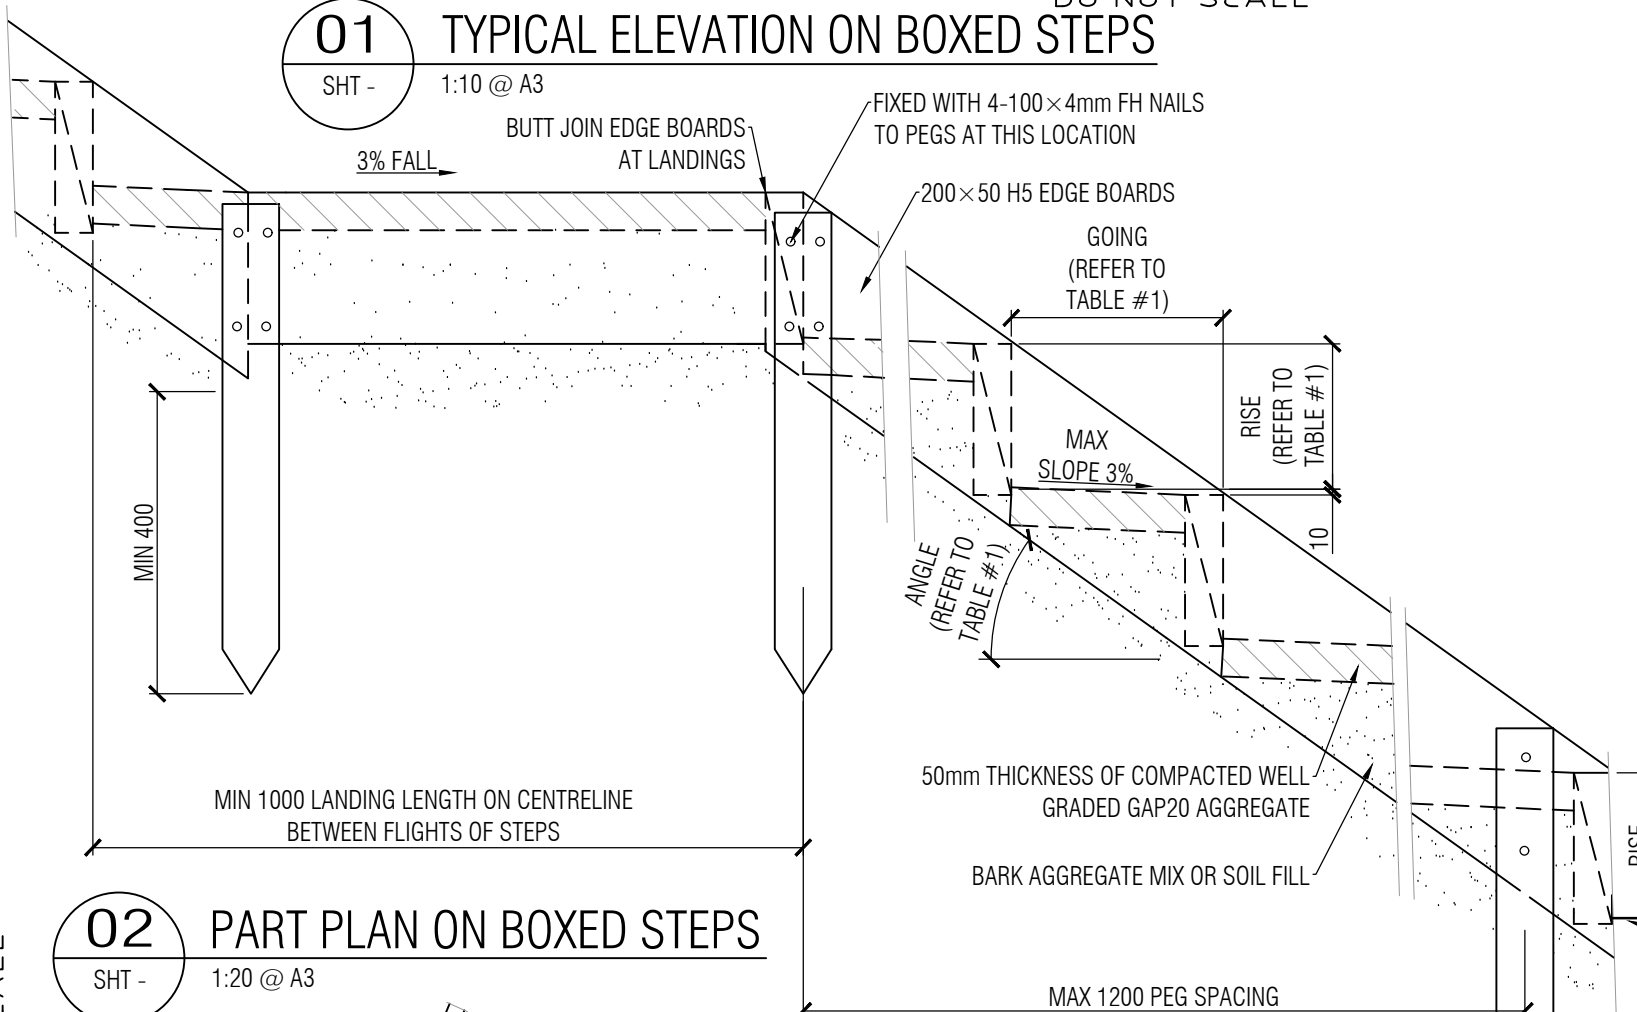 DO NOT SCALE
01
SHT -
TYPICAL ELEVATION ON BOXED STEPS
1:10 @ A3
BUTT JOIN EDGE BOARDS
AT LANDINGS
3% FALL
FIXED WITH 4-100×4mm FH NAILS
TO PEGS AT THIS LOCATION
200×50 H5 EDGE BOARDS
GOING
(REFER TO
TABLE #1)
RISE
(REFER TO
TABLE #1)
MAX
SLOPE 3%
10
ANGLE
(REFER TO
TABLE #1)
MIN 400
50mm THICKNESS OF COMPACTED WELL
GRADED GAP20 AGGREGATE
MIN 1000 LANDING LENGTH ON CENTRELINE
BETWEEN FLIGHTS OF STEPS
BARK AGGREGATE MIX OR SOIL FILL
RISE
02
SHT -
PART PLAN ON BOXED STEPS
1:20 @ A3
MAX 1200 PEG SPACING